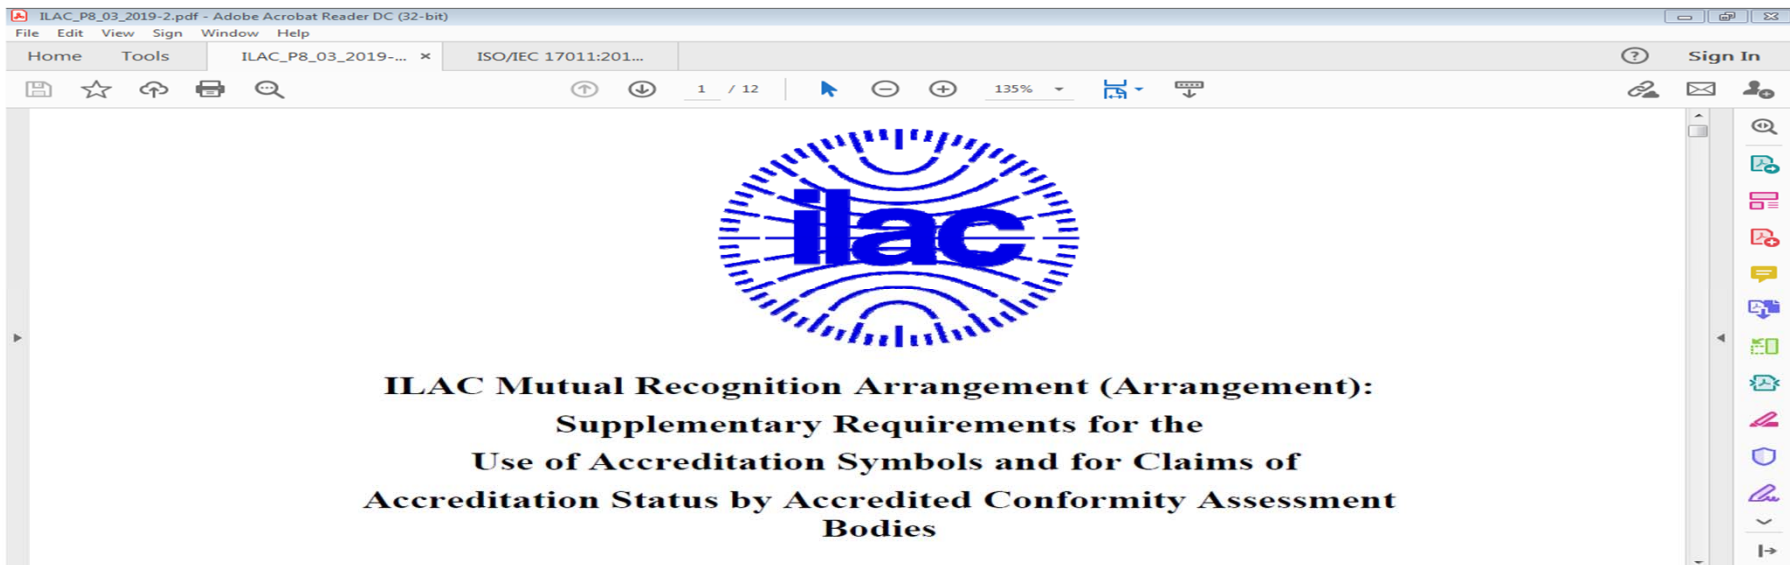 ILAC_P8_03_2019-2.pdf - Adobe Acrobat Reader DC (32-bit)
File Edit View Sign Window Help
Home Tools ILAC_P8_03_2019-... × ISO/IEC 17011:201... Sign In
1 / 12 135%
ilac
ILAC Mutual Recognition Arrangement (Arrangement):
Supplementary Requirements for the
Use of Accreditation Symbols and for Claims of
Accreditation Status by Accredited Conformity Assessment
Bodies